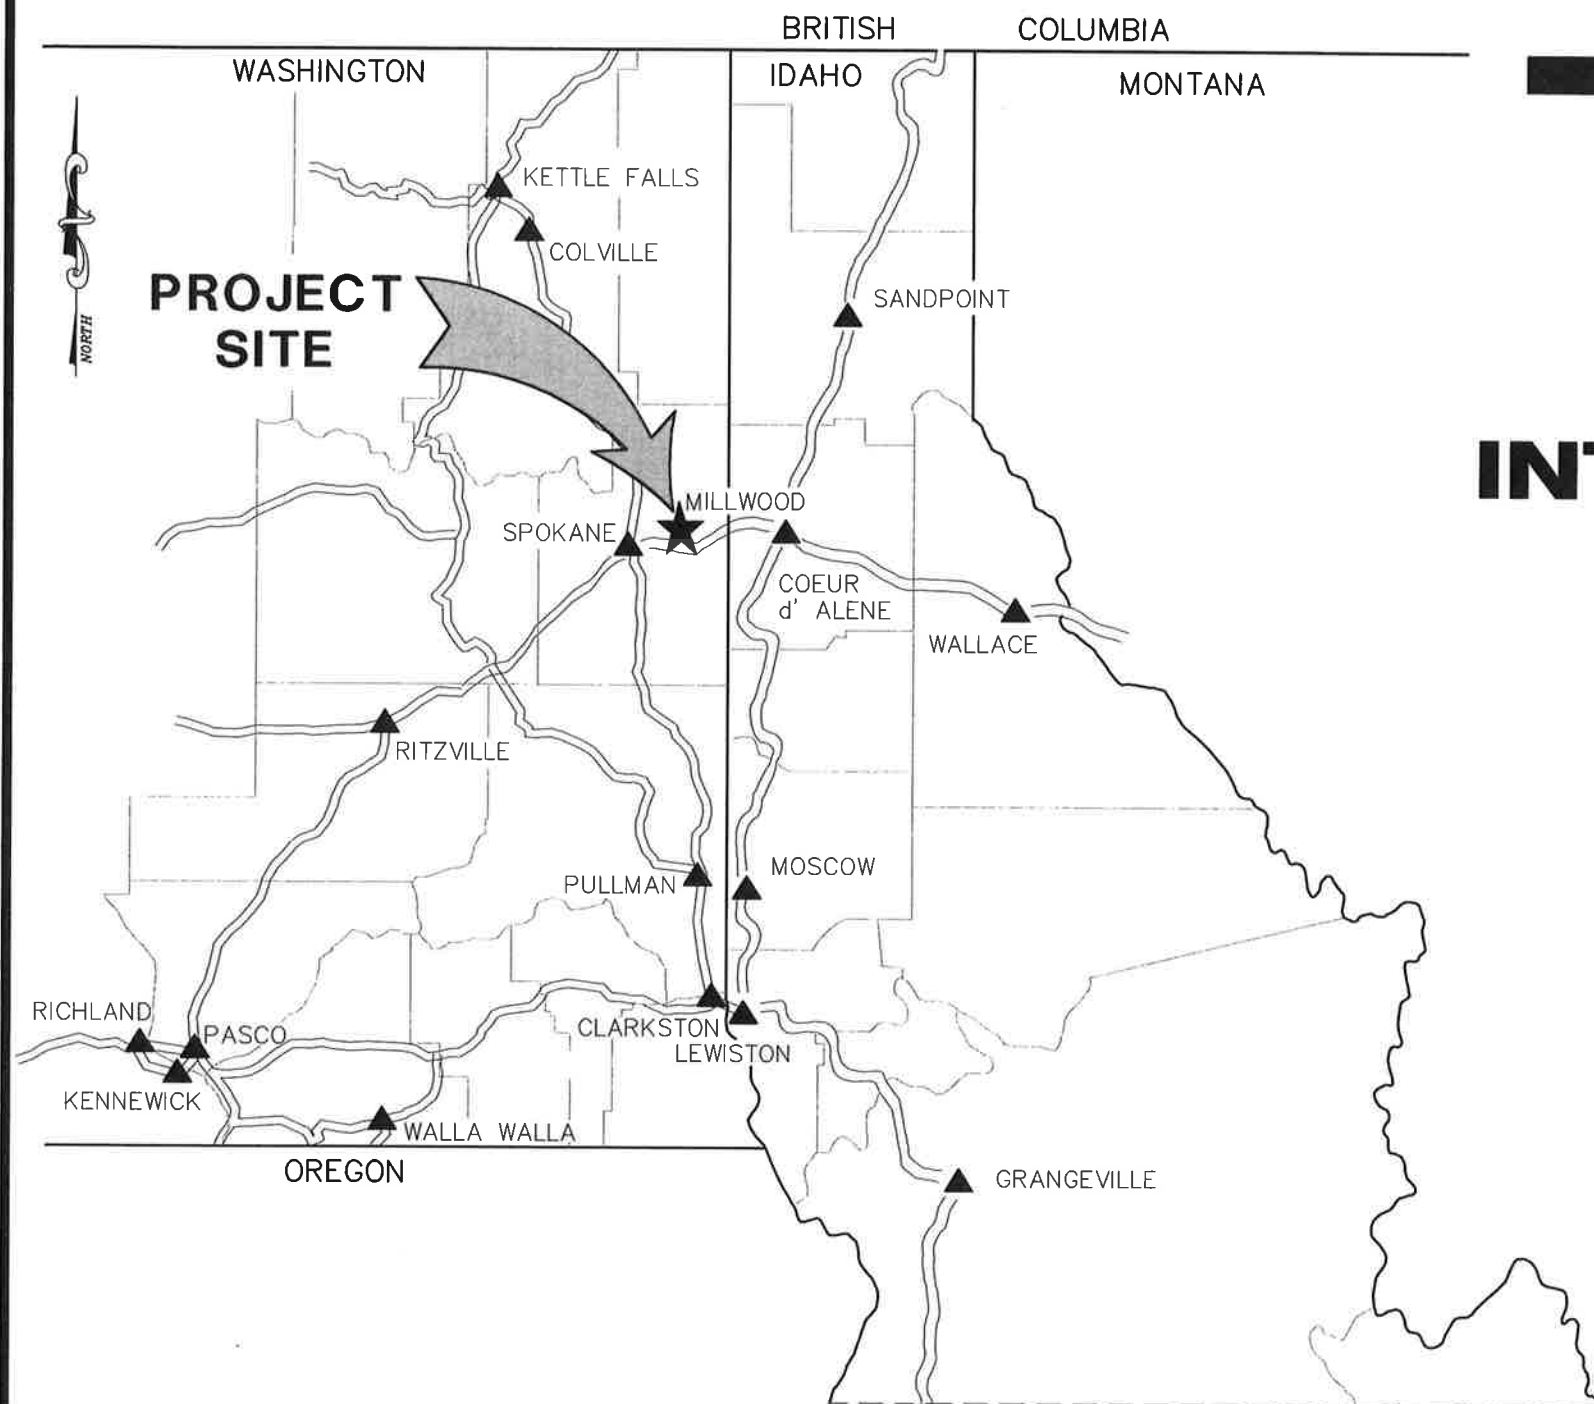 BRITISH COLUMBIA
WASHINGTON
IDAHO
MONTANA
NORTH
KETTLE FALLS
COLVILLE
PROJECT
SITE
SANDPOINT
MILLWOOD
SPOKANE
COEUR
d' ALENE
WALLACE
RITZVILLE
MOSCOW
PULLMAN
RICHLAND
PASCO
CLARKSTON
LEWISTON
KENNEWICK
WALLA WALLA
OREGON
GRANGEVILLE